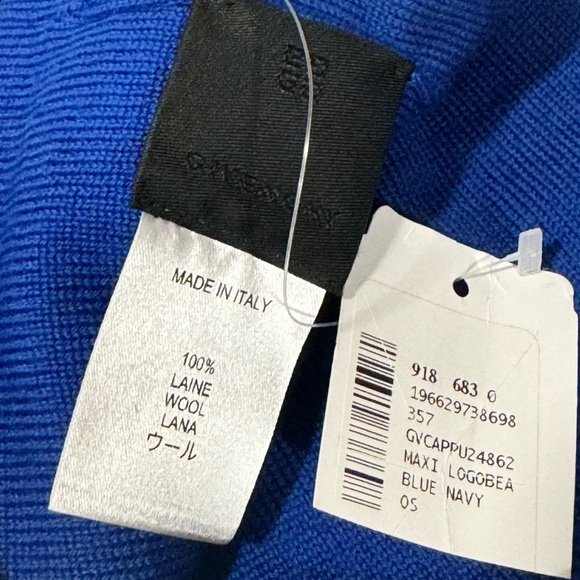 GIVENCHY
MADE IN ITALY
100%
LAINE
WOOL
LANA
ウール
918 683 0
196629738698
357
GVCAPPU24862
MAXI LOGOBEA
BLUE NAVY
OS